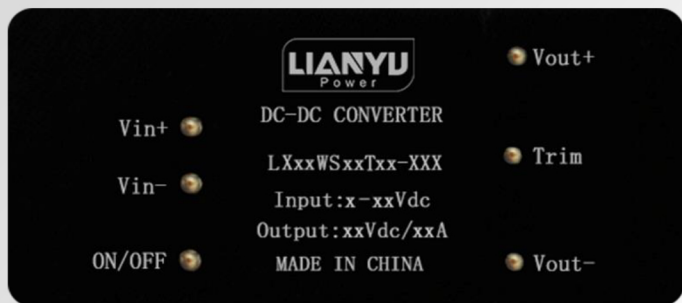 LIANYU
Power
Vout+
DC-DC CONVERTER
Vin+
LXxxWSxxTxx-XXX
Trim
Vin-
Input:x-xxVdc
Output:xxVdc/xxA
ON/OFF
MADE IN CHINA
Vout-